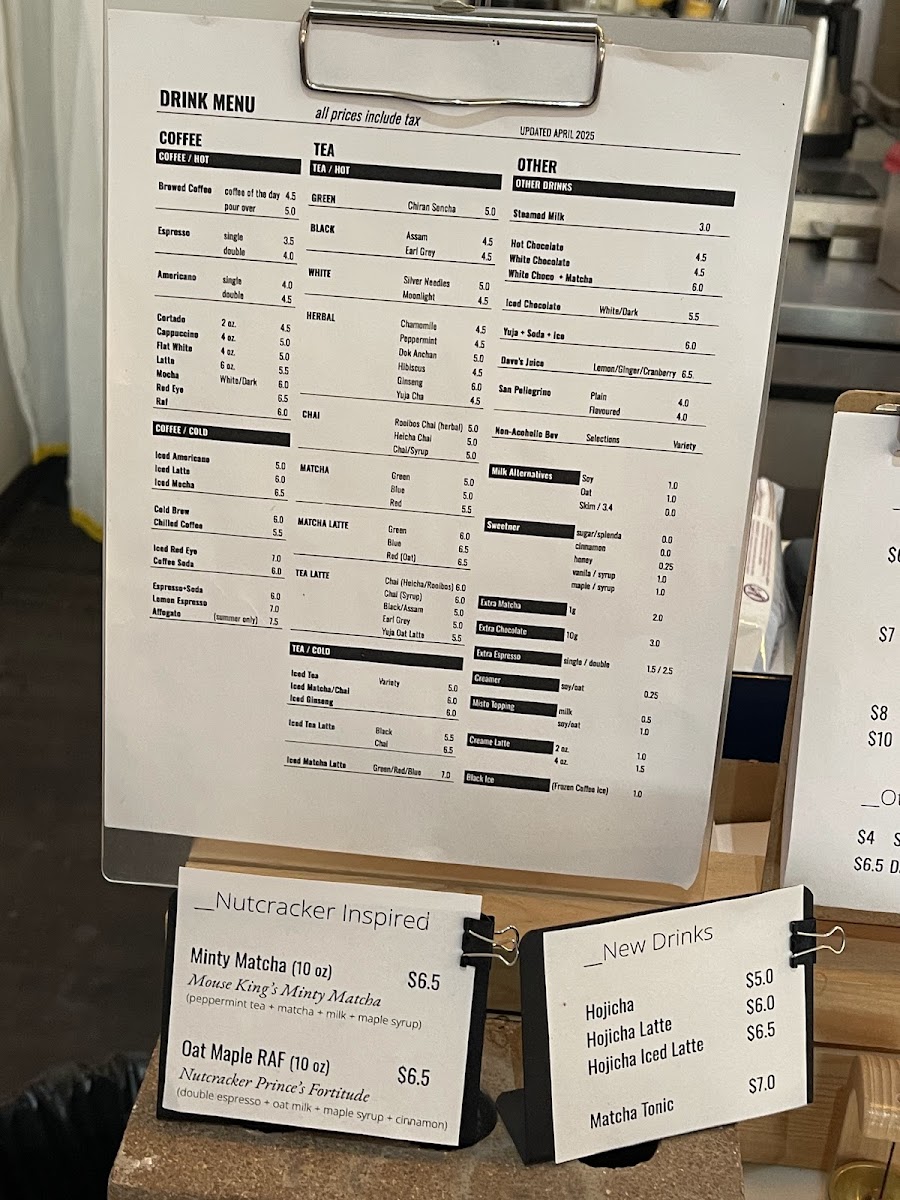 DRINK MENU
all prices include tax
UPDATED APRIL 2025
COFFEE
COFFEE / HOT
Brewed Coffee coffee of the day 4.5
pour over 5.0
Espresso single 3.5
double 4.0
Americano single 4.0
double 4.5
Cortado 2 oz. 4.5
Cappuccino 4 oz. 5.0
Flat White 4 oz. 5.0
Latte 6 oz. 5.5
Mocha White/Dark 6.0
Red Eye 6.5
Raf 6.0
COFFEE / COLD
Iced Americano 5.0
Iced Latte 6.0
Iced Mocha 6.5
Cold Brew 6.0
Chilled Coffee 5.5
Iced Red Eye 7.0
Coffee Soda 6.0
Espresso+Soda 6.0
Lemon Espresso 7.0
Affogato (summer only) 7.5
TEA
TEA / HOT
GREEN Chiran Sencha 5.0
BLACK Assam 4.5
Earl Grey 4.5
WHITE Silver Needles 5.0
Moonlight 4.5
HERBAL Chamomile 4.5
Peppermint 4.5
Dok Anchan 5.0
Hibiscus 4.5
Ginseng 6.0
Yuja Cha 4.5
CHAI Rooibos Chai (herbal) 5.0
Heicha Chai 5.0
Chai/Syrup 5.0
MATCHA Green 5.0
Blue 5.0
Red 5.5
MATCHA LATTE Green 6.0
Blue 6.5
Red (Oat) 6.5
TEA LATTE Chai (Heicha/Rooibos) 6.0
Chai (Syrup) 6.0
Black/Assam 5.0
Earl Grey 5.0
Yuja Oat Latte 5.5
TEA / COLD
Iced Tea Variety 5.0
Iced Matcha/Chai 6.0
Iced Ginseng 6.0
Iced Tea Latte Black 5.5
Chai 6.5
Iced Matcha Latte Green/Red/Blue 7.0
OTHER
OTHER DRINKS
Steamed Milk 3.0
Hot Chocolate 4.5
White Chocolate 4.5
White Choco + Matcha 6.0
Iced Chocolate White/Dark 5.5
Yuja + Soda + Ice 6.0
Dave's Juice Lemon/Ginger/Cranberry 6.5
San Pellegrino Plain 4.0
Flavoured 4.0
Non-Acoholic Bev Selections Variety
Milk Alternatives Soy 1.0
Oat 1.0
Skim / 3.4 0.0
Sweetner sugar/splenda 0.0
cinnamon 0.0
honey 0.25
vanilla / syrup 1.0
maple / syrup 1.0
Extra Matcha 1g 2.0
Extra Chocolate 10g 3.0
Extra Espresso single / double 1.5 / 2.5
Creamer soy/oat 0.25
Misto Topping milk 0.5
soy/oat 1.0
Creame Latte 2 oz. 1.0
4 oz. 1.5
Black Ice (Frozen Coffee Ice) 1.0
__Nutcracker Inspired
Minty Matcha (10 oz) $6.5
Mouse King's Minty Matcha
(peppermint tea + matcha + milk + maple syrup)
Oat Maple RAF (10 oz) $6.5
Nutcracker Prince's Fortitude
(double espresso + oat milk + maple syrup + cinnamon)
__New Drinks
Hojicha $5.0
Hojicha Latte $6.0
Hojicha Iced Latte $6.5
Matcha Tonic $7.0
$7
$8
$10
$4
$6.5